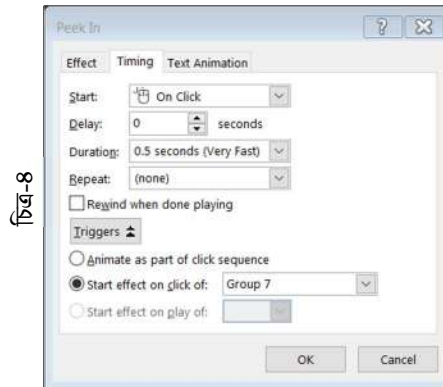 Peek In
Effect Timing Text Animation
Start: On Click
Delay: 0 seconds
Duration: 0.5 seconds (Very Fast)
Repeat: (none)
Rewind when done playing
Triggers
Animate as part of click sequence
Start effect on click of: Group 7
Start effect on play of:
OK Cancel
চিত্র-৪